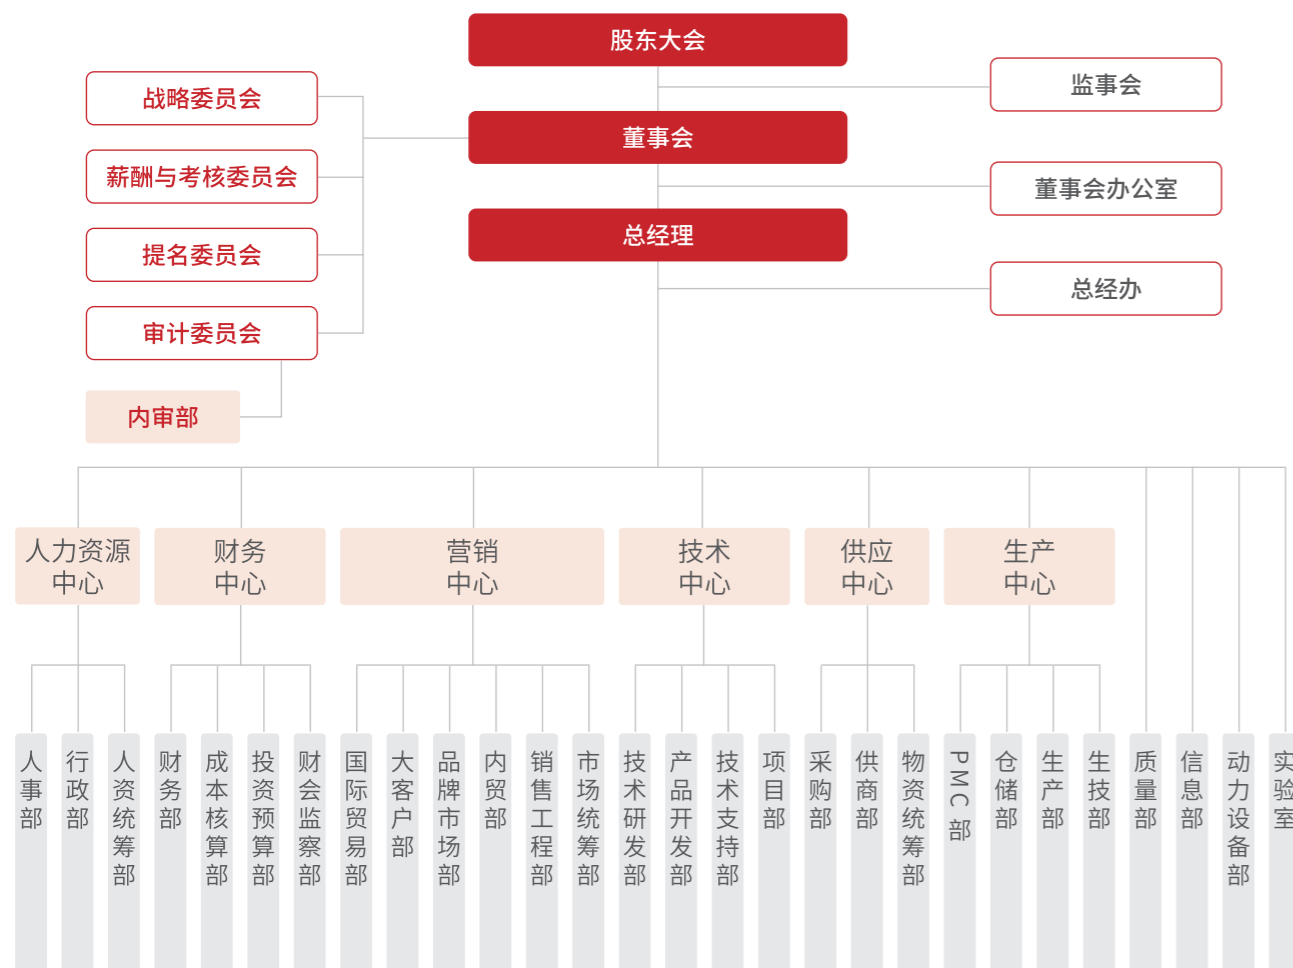 股东大会
监事会
战略委员会
董事会
薪酬与考核委员会
董事会办公室
总经理
提名委员会
总经办
审计委员会
内审部
人力资源
中心
财务
中心
营销
中心
技术
中心
供应
中心
生产
中心
人事部
行政部
人资统筹部
财务部
成本核算部
投资预算部
财会监察部
国际贸易部
大客户部
品牌市场部
内贸部
销售工程部
市场统筹部
技术研发部
产品开发部
技术支持部
项目部
采购部
供商部
物资统筹部
PMC部
仓储部
生产部
生技部
质量部
信息部
动力设备部
实验室